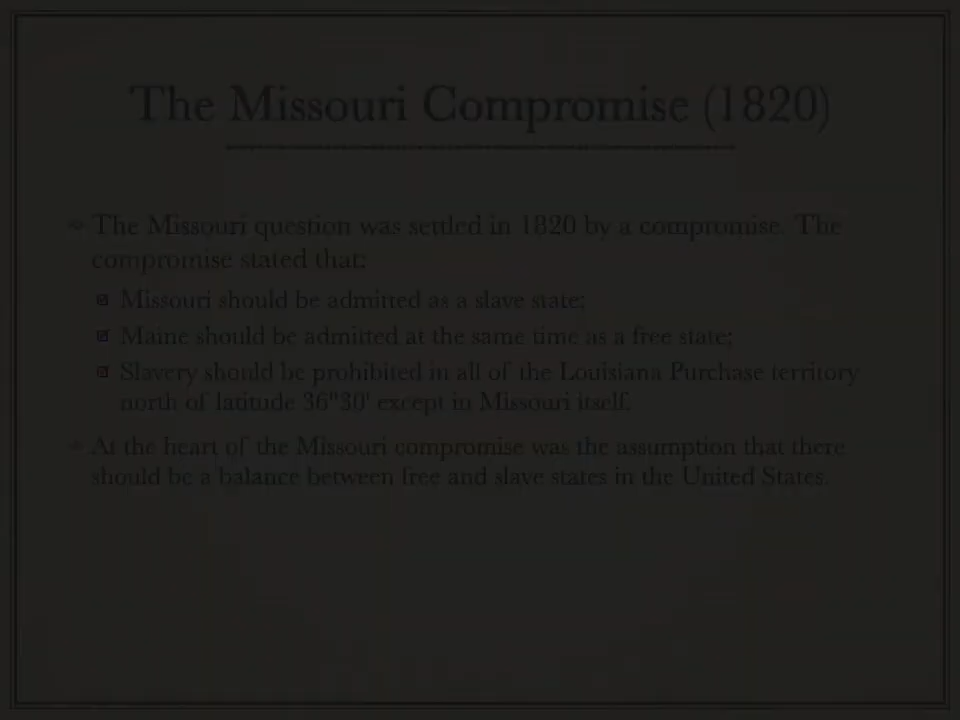 The Missouri Compromise (1820)
The Missouri question was settled in 1820 by a compromise. The
compromise stated that:
Missouri should be admitted as a slave state;
Maine should be admitted at the same time as a free state;
Slavery should be prohibited in all of the Louisiana Purchase territory
north of latitude 36"30' except in Missouri itself.
At the heart of the Missouri compromise was the assumption that there
should be a balance between free and slave states in the United States.